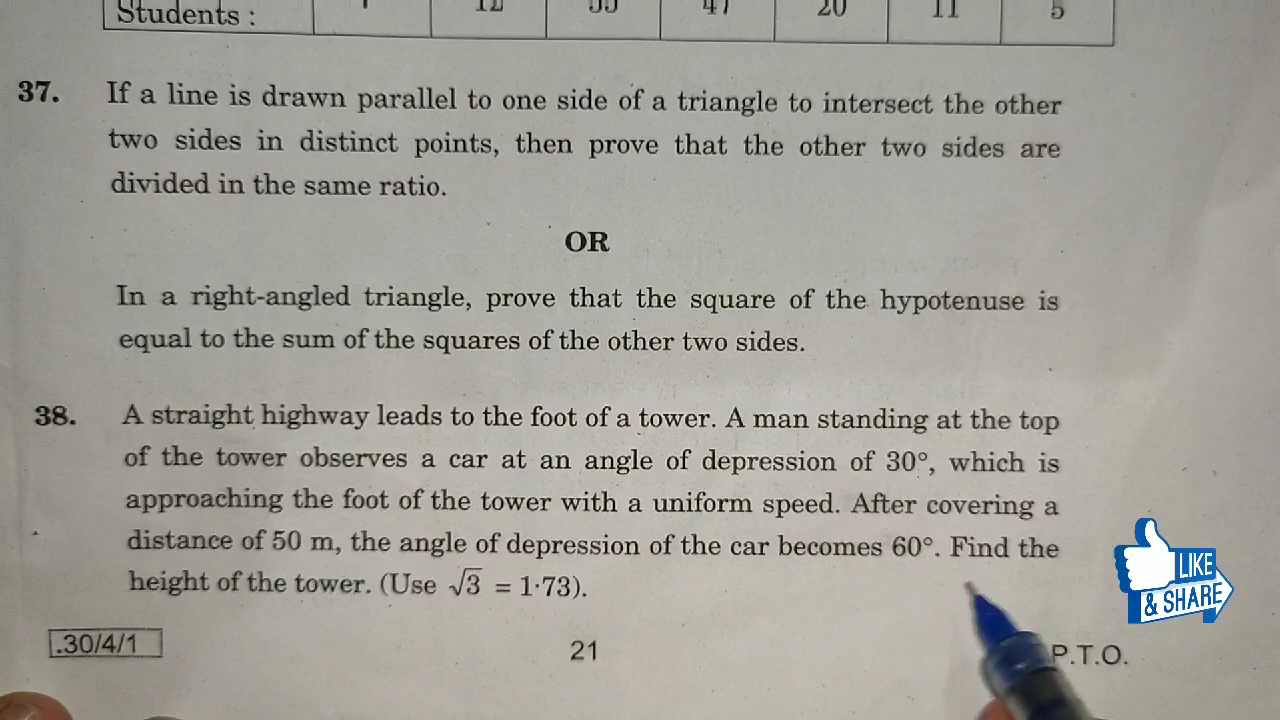 Students : 1 12 55 47 20 11 5
37. If a line is drawn parallel to one side of a triangle to intersect the other
two sides in distinct points, then prove that the other two sides are
divided in the same ratio.
OR
In a right-angled triangle, prove that the square of the hypotenuse is
equal to the sum of the squares of the other two sides.
38. A straight highway leads to the foot of a tower. A man standing at the top
of the tower observes a car at an angle of depression of 30°, which is
approaching the foot of the tower with a uniform speed. After covering a
distance of 50 m, the angle of depression of the car becomes 60°. Find the
height of the tower. (Use √3 = 1·73).
LIKE
& SHARE
.30/4/1 21 P.T.O.